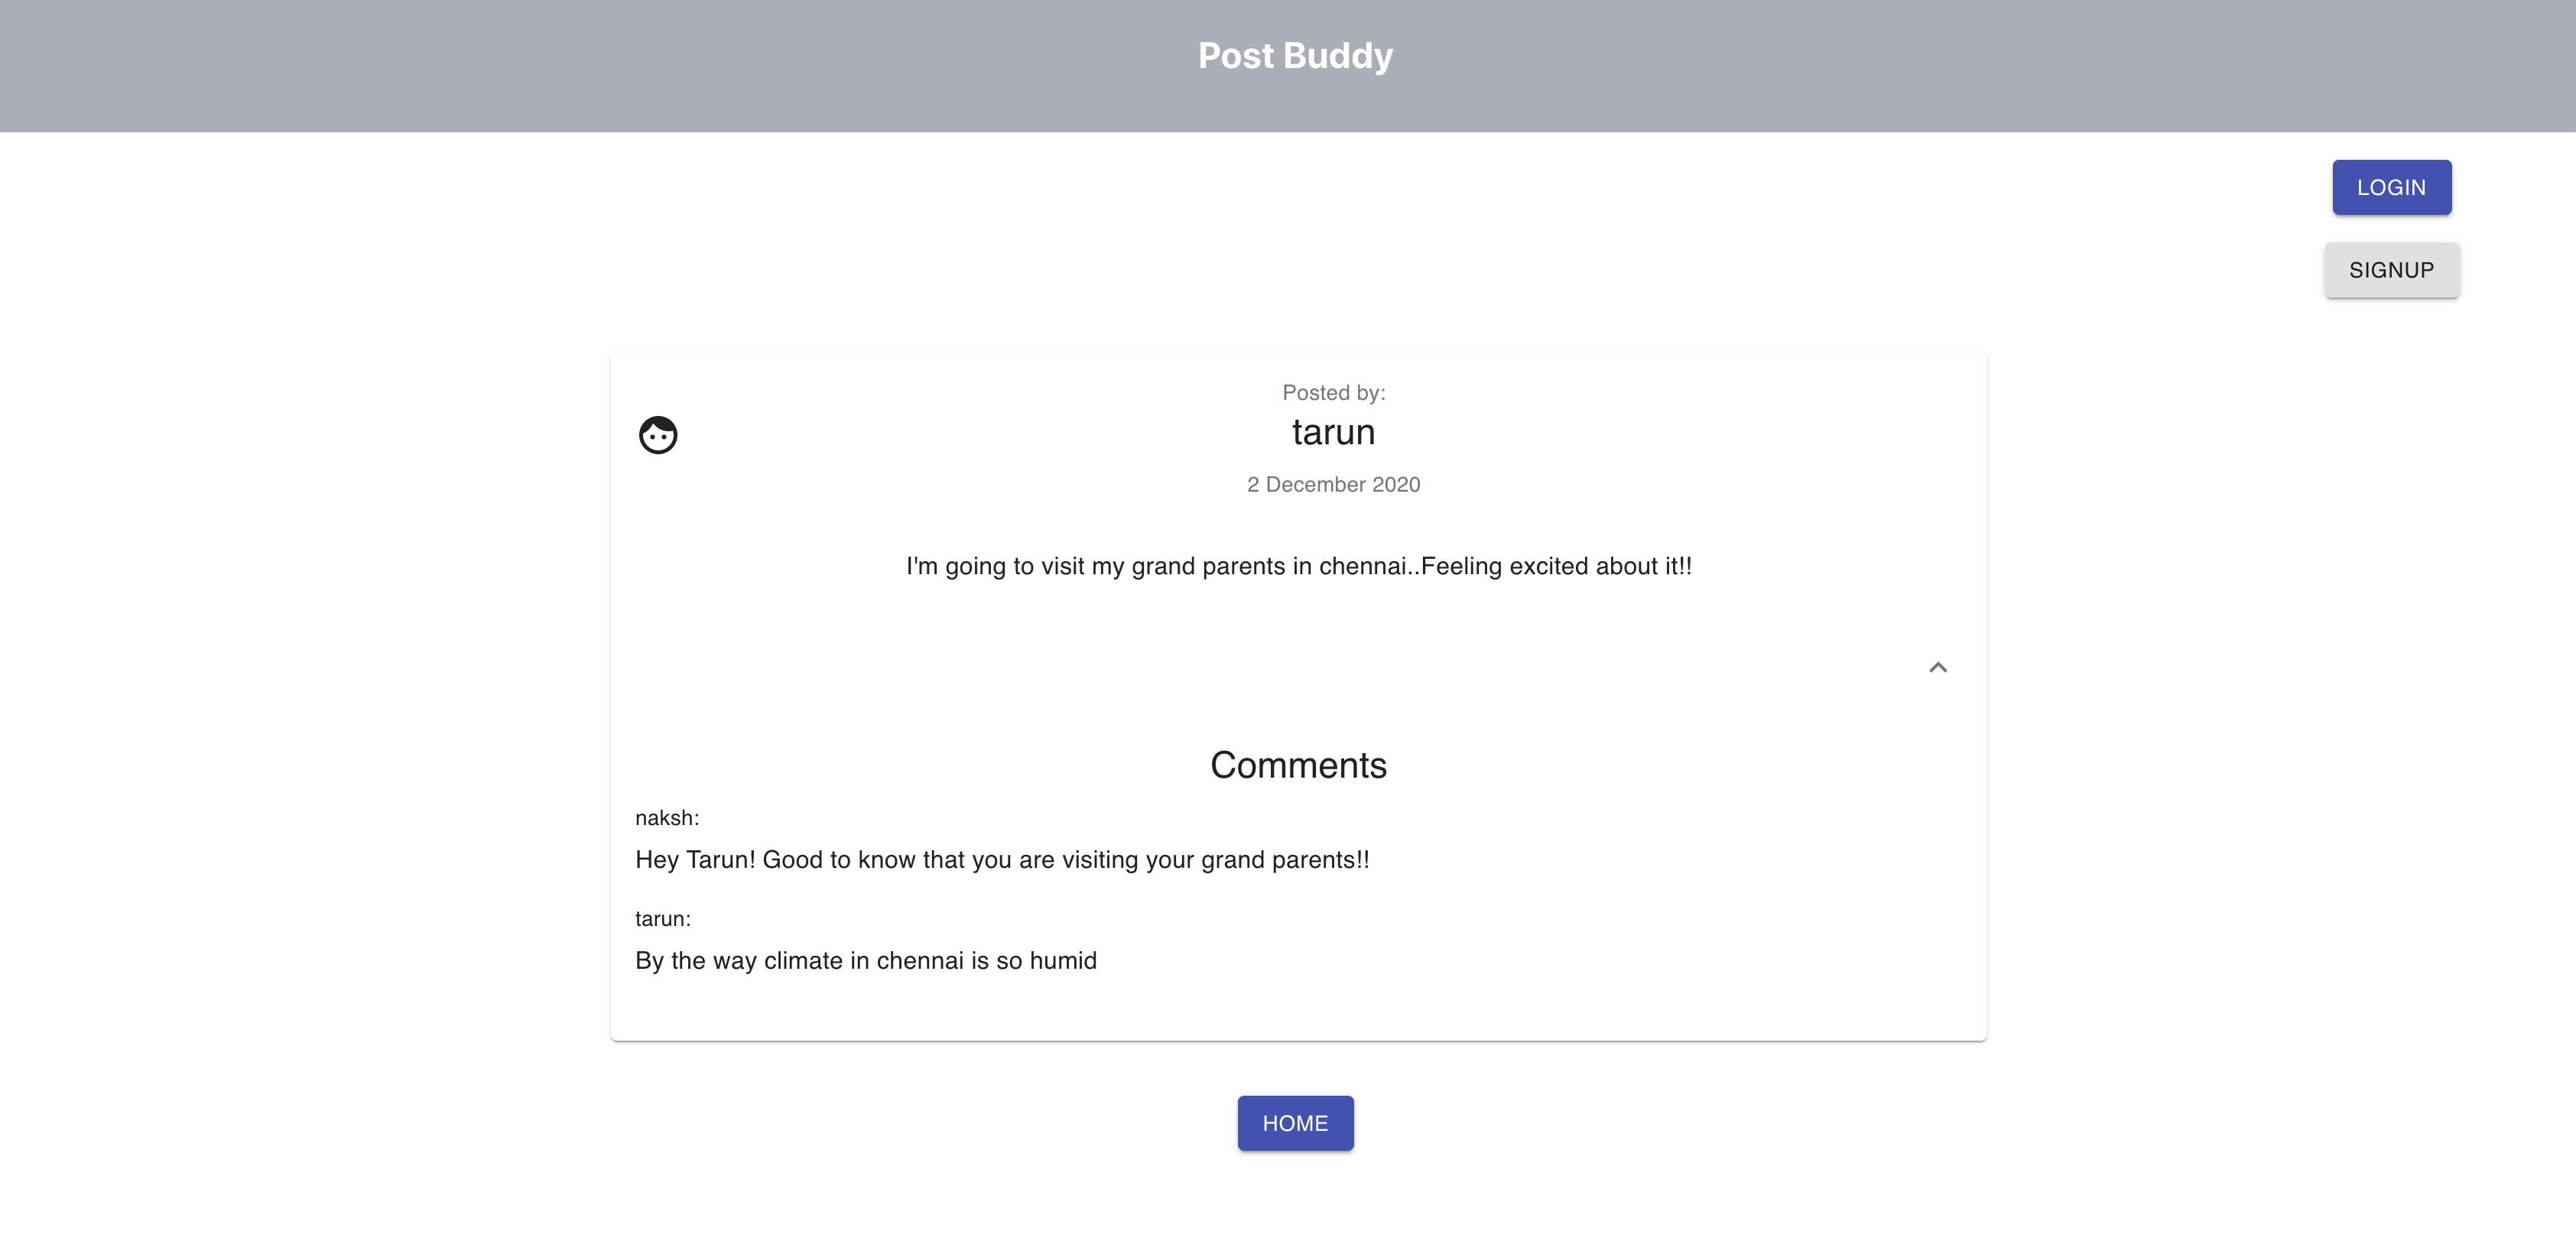 Post Buddy
LOGIN
SIGNUP
Posted by:
tarun
2 December 2020
I'm going to visit my grand parents in chennai..Feeling excited about it!!
Comments
naksh:
Hey Tarun! Good to know that you are visiting your grand parents!!
tarun:
By the way climate in chennai is so humid
HOME